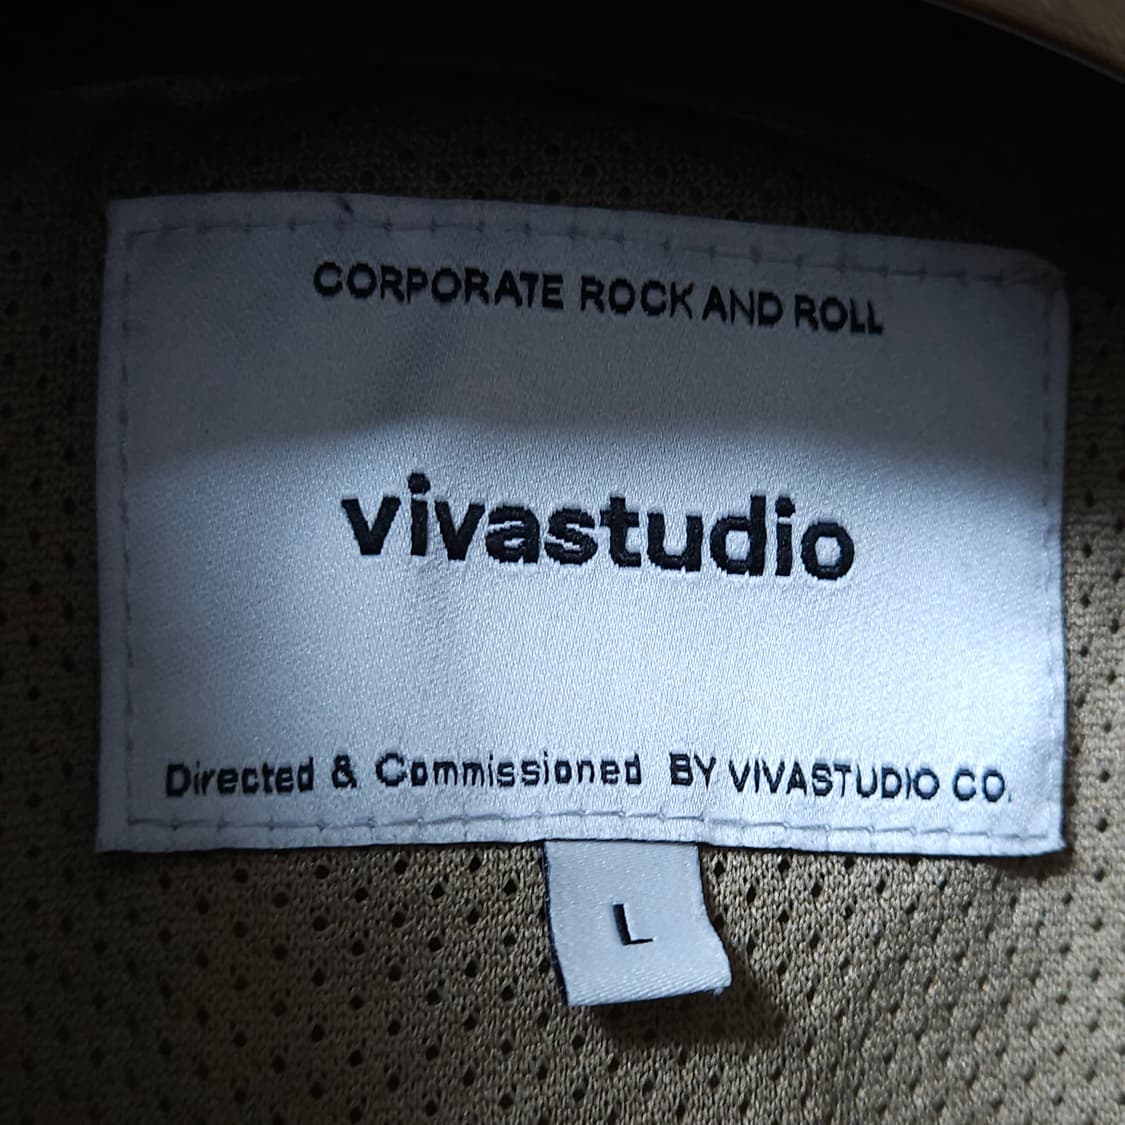 CORPORATE ROCK AND ROLL
vivastudio
Directed & Commissioned BY VIVASTUDIO CO.
L